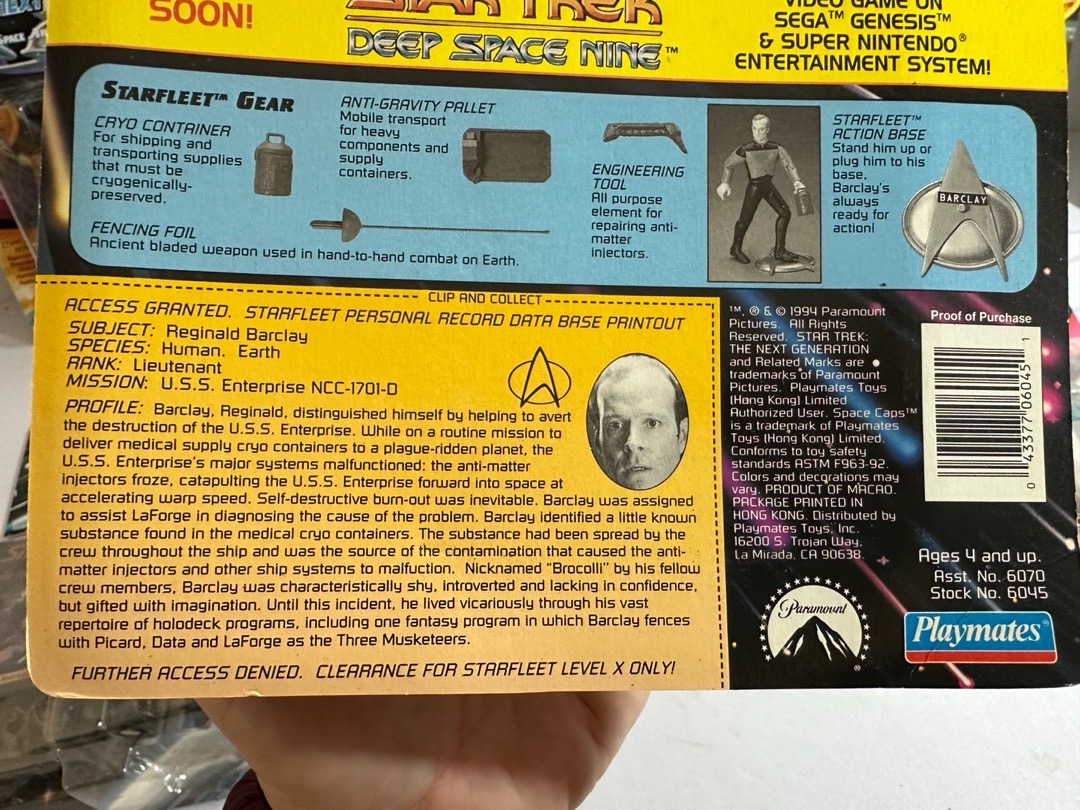 SOON!
STAR TREK
DEEP SPACE NINE™
VIDEO GAME ON
SEGA™ GENESIS™
& SUPER NINTENDO®
ENTERTAINMENT SYSTEM!
STARFLEET™ GEAR
CRYO CONTAINER
For shipping and
transporting supplies
that must be
cryogenically-
preserved.
ANTI-GRAVITY PALLET
Mobile transport
for heavy
components and
supply
containers.
FENCING FOIL
Ancient bladed weapon used in hand-to-hand combat on Earth.
ENGINEERING
TOOL
All purpose
element for
repairing anti-
matter
injectors.
STARFLEET™
ACTION BASE
Stand him up or
plug him to his
base,
Barclay's
always
ready for
action!
BARCLAY
CLIP AND COLLECT
ACCESS GRANTED. STARFLEET PERSONAL RECORD DATA BASE PRINTOUT
SUBJECT: Reginald Barclay
SPECIES: Human. Earth
RANK: Lieutenant
MISSION: U.S.S. Enterprise NCC-1701-D
PROFILE: Barclay, Reginald, distinguished himself by helping to avert
the destruction of the U.S.S. Enterprise. While on a routine mission to
deliver medical supply cryo containers to a plague-ridden planet, the
U.S.S. Enterprise's major systems malfunctioned: the anti-matter
injectors froze, catapulting the U.S.S. Enterprise forward into space at
accelerating warp speed. Self-destructive burn-out was inevitable. Barclay was assigned
to assist LaForge in diagnosing the cause of the problem. Barclay identified a little known
substance found in the medical cryo containers. The substance had been spread by the
crew throughout the ship and was the source of the contamination that caused the anti-
matter injectors and other ship systems to malfuction. Nicknamed "Brocolli" by his fellow
crew members, Barclay was characteristically shy, introverted and lacking in confidence,
but gifted with imagination. Until this incident, he lived vicariously through his vast
repertoire of holodeck programs, including one fantasy program in which Barclay fences
with Picard, Data and LaForge as the Three Musketeers.
FURTHER ACCESS DENIED. CLEARANCE FOR STARFLEET LEVEL X ONLY!
™, ® & © 1994 Paramount
Pictures. All Rights
Reserved. STAR TREK:
THE NEXT GENERATION
and Related Marks are
trademarks of Paramount
Pictures. Playmates Toys
(Hong Kong) Limited
Authorized User. Space Caps™
is a trademark of Playmates
Toys (Hong Kong) Limited.
Conforms to toy safety
standards ASTM F963-92.
Colors and decorations may
vary. PRODUCT OF MACAO.
PACKAGE PRINTED IN
HONG KONG. Distributed by
Playmates Toys, Inc.
16200 S. Trojan Way,
La Mirada, CA 90638.
Proof of Purchase
0 43377 06045 1
Ages 4 and up.
Asst. No. 6070
Stock No. 6045
Paramount
®
Playmates®